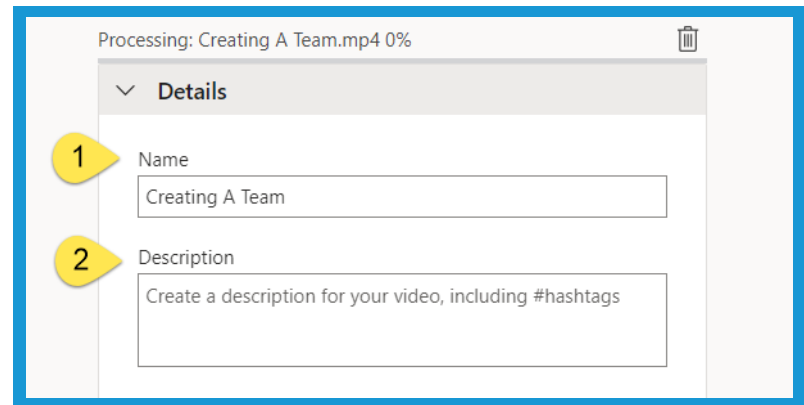 Processing: Creating A Team.mp4 0%
Details
1
Name
Creating A Team
2
Description
Create a description for your video, including #hashtags